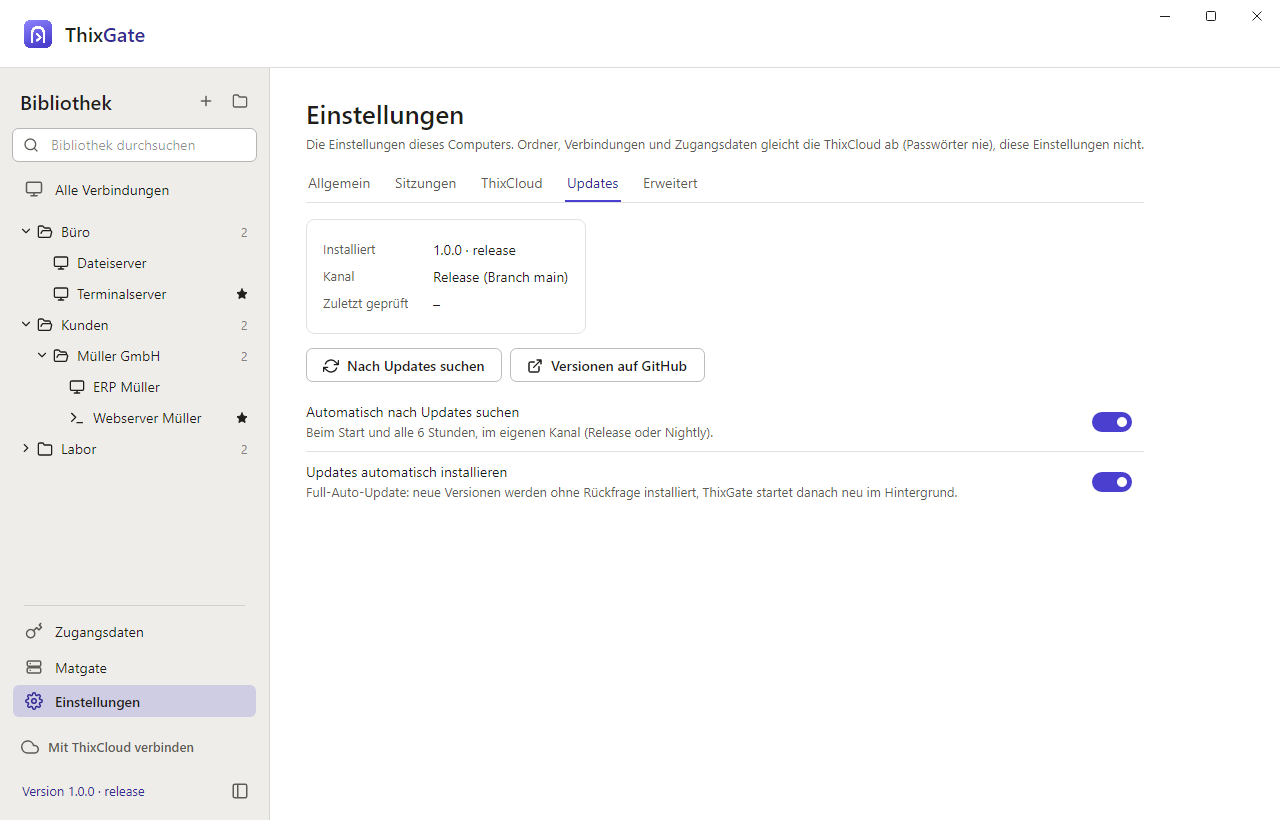 ThixGate
Bibliothek
Bibliothek durchsuchen
Alle Verbindungen
Büro 2
Dateiserver
Terminalserver
Kunden 2
Müller GmbH 2
ERP Müller
Webserver Müller
Labor 2
Zugangsdaten
Matgate
Einstellungen
Mit ThixCloud verbinden
Version 1.0.0 · release
Einstellungen
Die Einstellungen dieses Computers. Ordner, Verbindungen und Zugangsdaten gleicht die ThixCloud ab (Passwörter nie), diese Einstellungen nicht.
Allgemein Sitzungen ThixCloud Updates Erweitert
Installiert 1.0.0 · release
Kanal Release (Branch main)
Zuletzt geprüft –
Nach Updates suchen Versionen auf GitHub
Automatisch nach Updates suchen
Beim Start und alle 6 Stunden, im eigenen Kanal (Release oder Nightly).
Updates automatisch installieren
Full-Auto-Update: neue Versionen werden ohne Rückfrage installiert, ThixGate startet danach neu im Hintergrund.